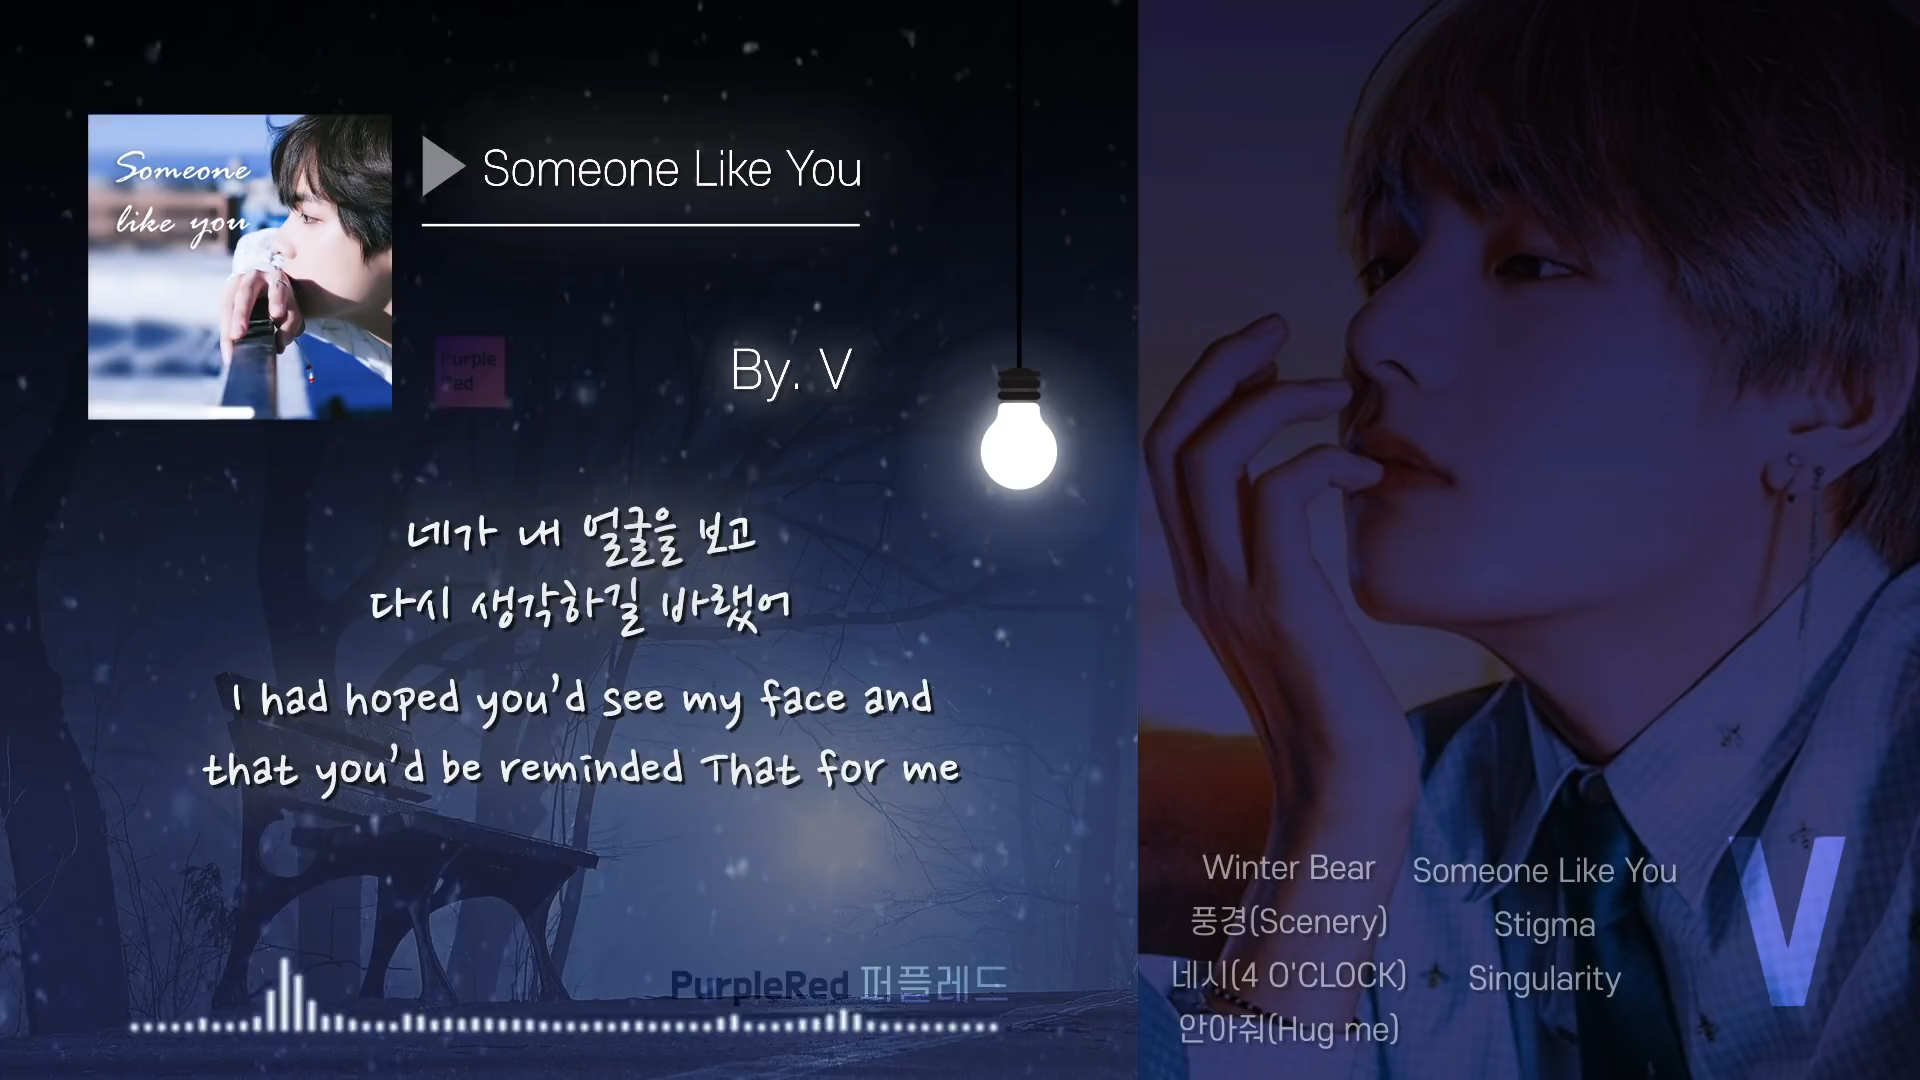 Someone
like you
Someone Like You
By. V
Purple
Red
네가 내 얼굴을 보고
다시 생각하길 바랬어
I had hoped you'd see my face and
that you'd be reminded That for me
PurpleRed 퍼플레드
Winter Bear
풍경(Scenery)
네시(4 O'CLOCK)
안아줘(Hug me)
Someone Like You
Stigma
Singularity
V